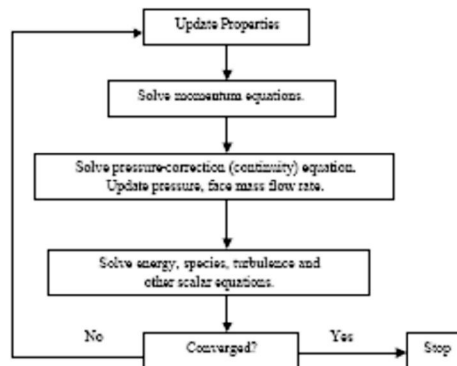 Update Properties
Solve momentum equations.
Solve pressure-correction (continuity) equation.
Update pressure, face mass flow rate.
Solve energy, species, turbulence and
other scalar equations.
No
Converged?
Yes
Stop